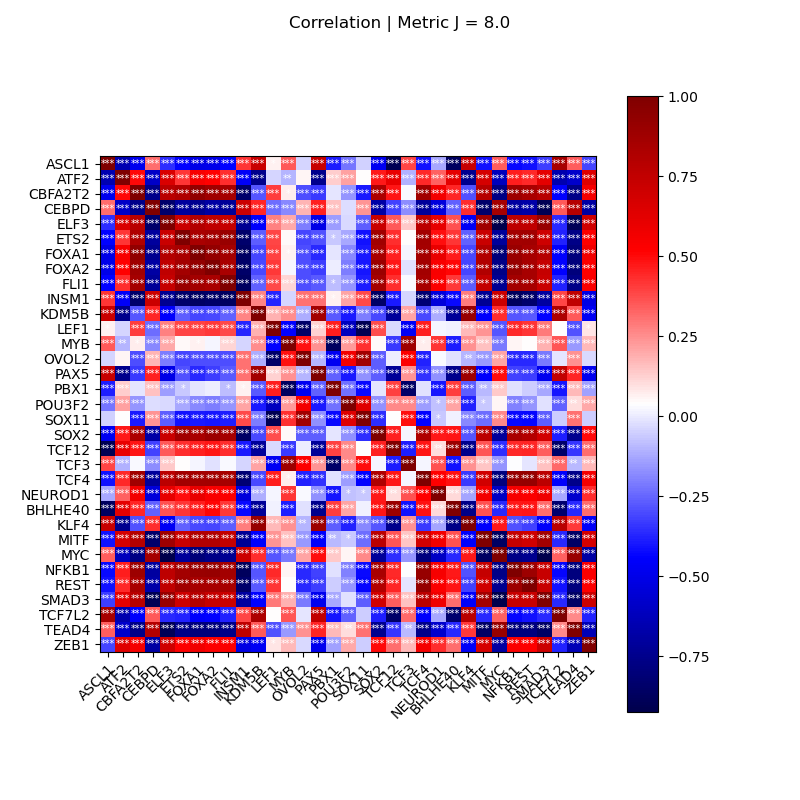 Correlation | Metric J = 8.0
ASCL1
ATF2
CBFA2T2
CEBPD
ELF3
ETS2
FOXA1
FOXA2
FLI1
INSM1
KDM5B
LEF1
MYB
OVOL2
PAX5
PBX1
POU3F2
SOX11
SOX2
TCF12
TCF3
TCF4
NEUROD1
BHLHE40
KLF4
MITF
MYC
NFKB1
REST
SMAD3
TCF7L2
TEAD4
ZEB1
ASCL1
ATF2
CBFA2T2
CEBPD
ELF3
ETS2
FOXA1
FOXA2
FLI1
INSM1
KDM5B
LEF1
MYB
OVOL2
PAX5
PBX1
POU3F2
SOX11
SOX2
TCF12
TCF3
TCF4
NEUROD1
BHLHE40
KLF4
MITF
MYC
NFKB1
REST
SMAD3
TCF7L2
TEAD4
ZEB1
1.00
0.75
0.50
0.25
0.00
−0.25
−0.50
−0.75